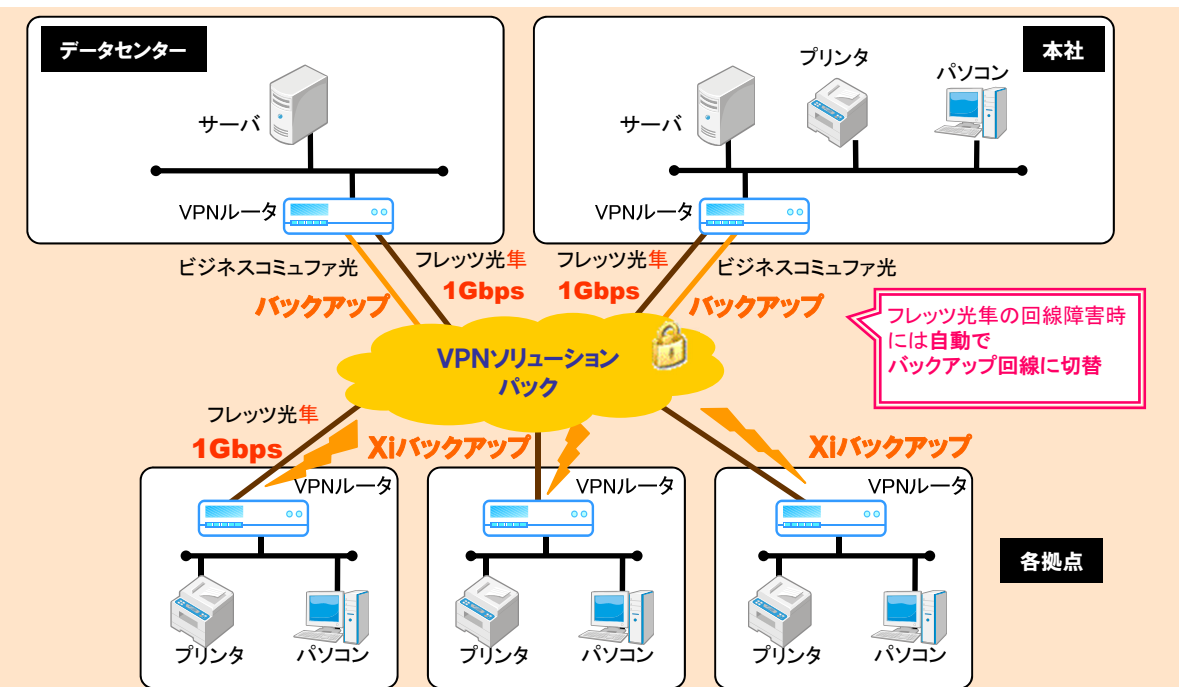 データセンター
サーバ
VPNルータ
本社
プリンタ
パソコン
サーバ
VPNルータ
ビジネスコミュファ光
バックアップ
フレッツ光隼
1Gbps
フレッツ光隼
1Gbps
ビジネスコミュファ光
バックアップ
フレッツ光隼の回線障害時
には自動で
バックアップ回線に切替
VPNソリューション
パック
フレッツ光隼
1Gbps
Xiバックアップ
Xiバックアップ
VPNルータ
プリンタ
パソコン
VPNルータ
プリンタ
パソコン
VPNルータ
プリンタ
パソコン
各拠点